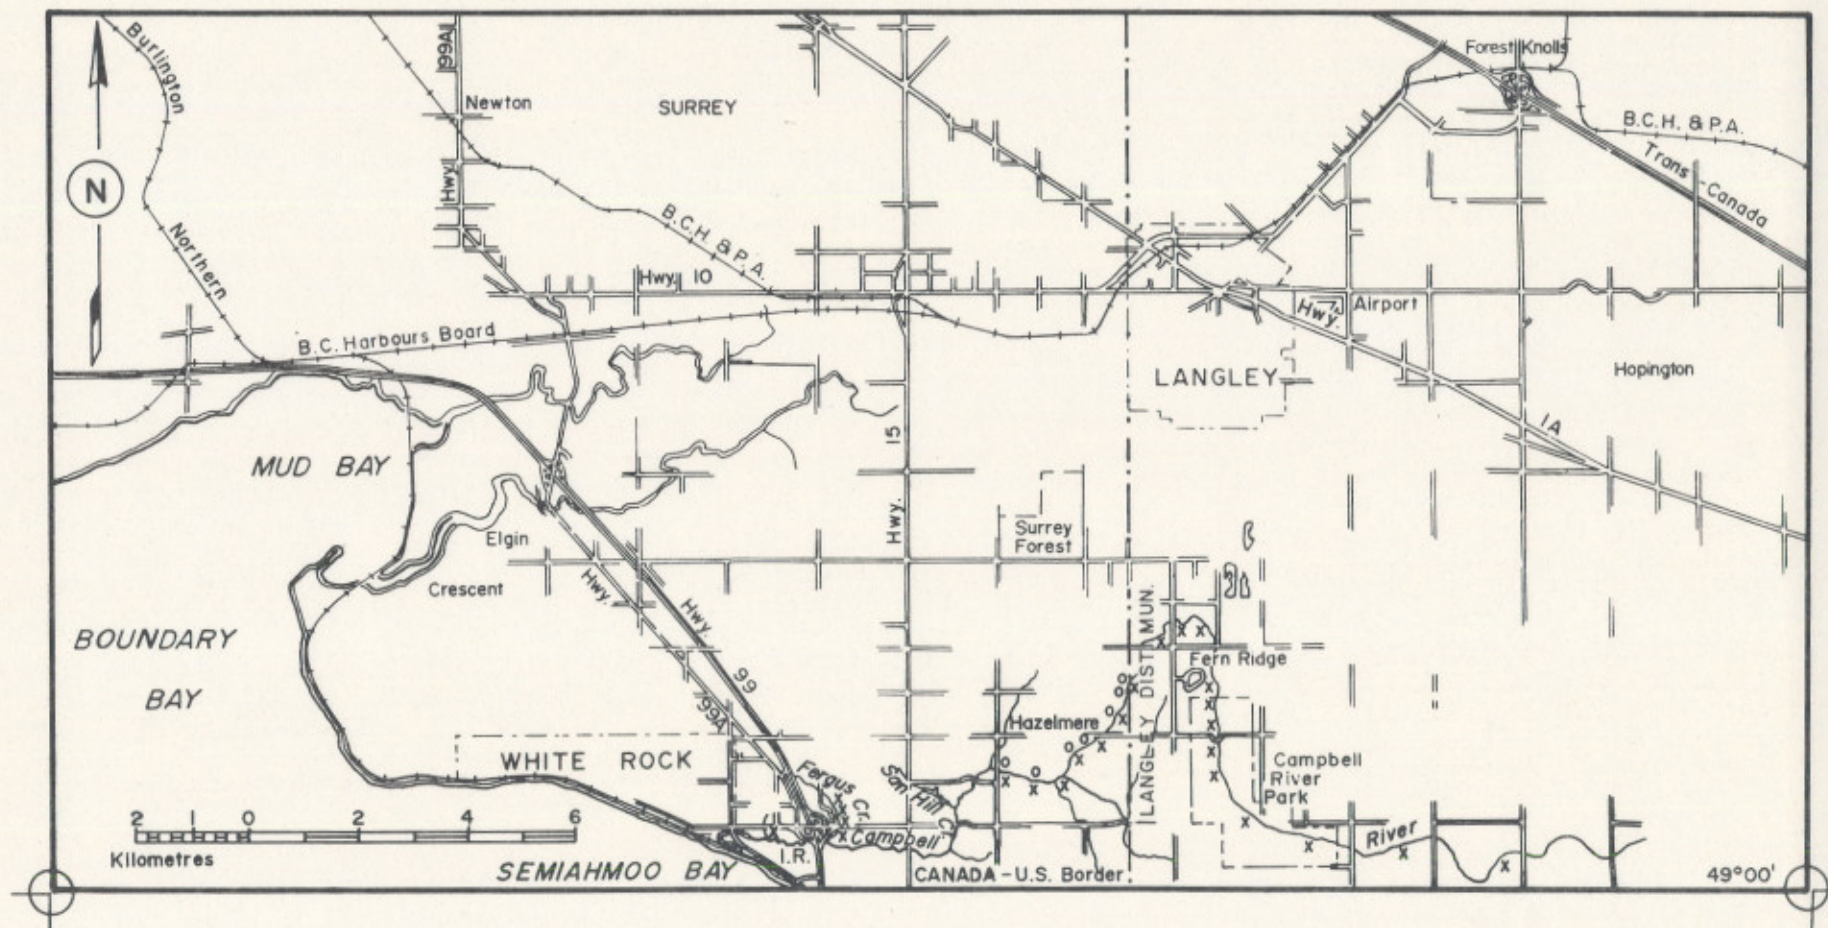 Burlington
Northern
N
99A
Hwy.
Newton
SURREY
Forest Knolls
B.C.H. & P.A.
Trans-Canada
B.C.H. & P.A.
Hwy. 10
Hwy.
Airport
B.C. Harbours Board
LANGLEY
Hopington
1A
MUD BAY
Hwy. 15
Surrey
Forest
Elgin
Crescent
Hwy.
99A
Hwy.
99
BOUNDARY
BAY
LANGLEY DIST. MUN.
Fern Ridge
Hazelmere
WHITE ROCK
Fergus Cr.
Sam Hill Cr.
Campbell
River
Park
2 1 0 2 4 6
Kilometres
I.R.
Campbell
River
SEMIAHMOO BAY
CANADA - U.S. Border
49°00'